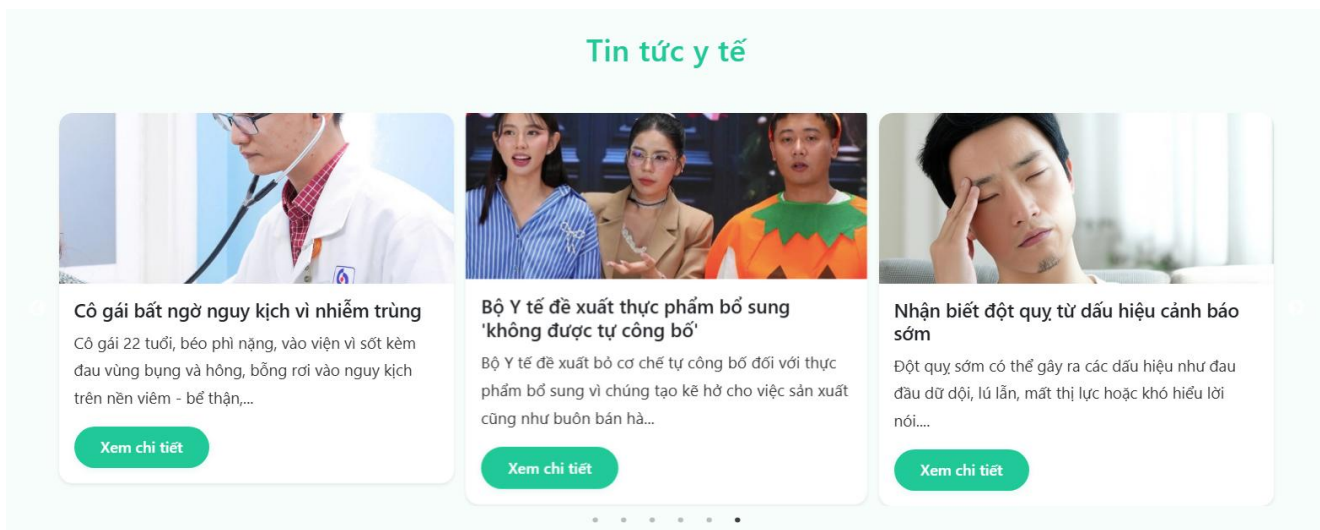 Tin tức y tế
Cô gái bất ngờ nguy kịch vì nhiễm trùng
Cô gái 22 tuổi, béo phì nặng, vào viện vì sốt kèm
đau vùng bụng và hông, bỗng rơi vào nguy kịch
trên nền viêm - bể thận,...
Xem chi tiết
Bộ Y tế đề xuất thực phẩm bổ sung
'không được tự công bố'
Bộ Y tế đề xuất bỏ cơ chế tự công bố đối với thực
phẩm bổ sung vì chúng tạo kẽ hở cho việc sản xuất
cũng như buôn bán hà...
Xem chi tiết
Nhận biết đột quỵ từ dấu hiệu cảnh báo
sớm
Đột quỵ sớm có thể gây ra các dấu hiệu như đau
đầu dữ dội, lú lẫn, mất thị lực hoặc khó hiểu lời
nói....
Xem chi tiết